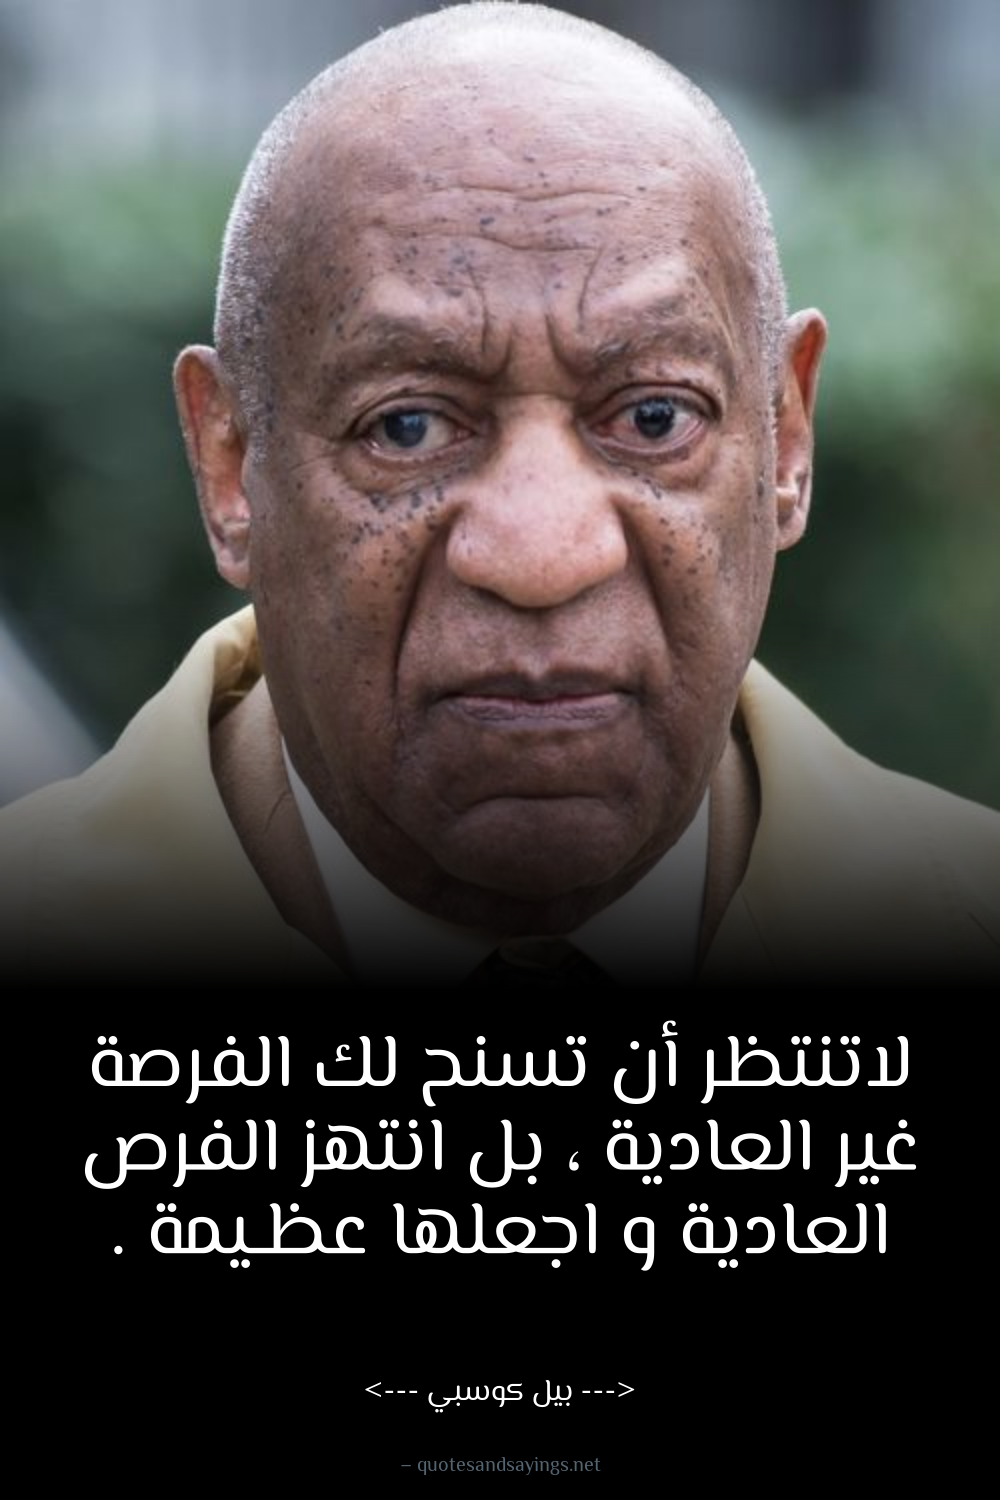 لاتنتظر أن تسنح لك الفرصة
غير العادية ، بل انتهز الفرص
العادية و اجعلها عظيمة .
<--- بيل كوسبي --->
– quotesandsayings.net